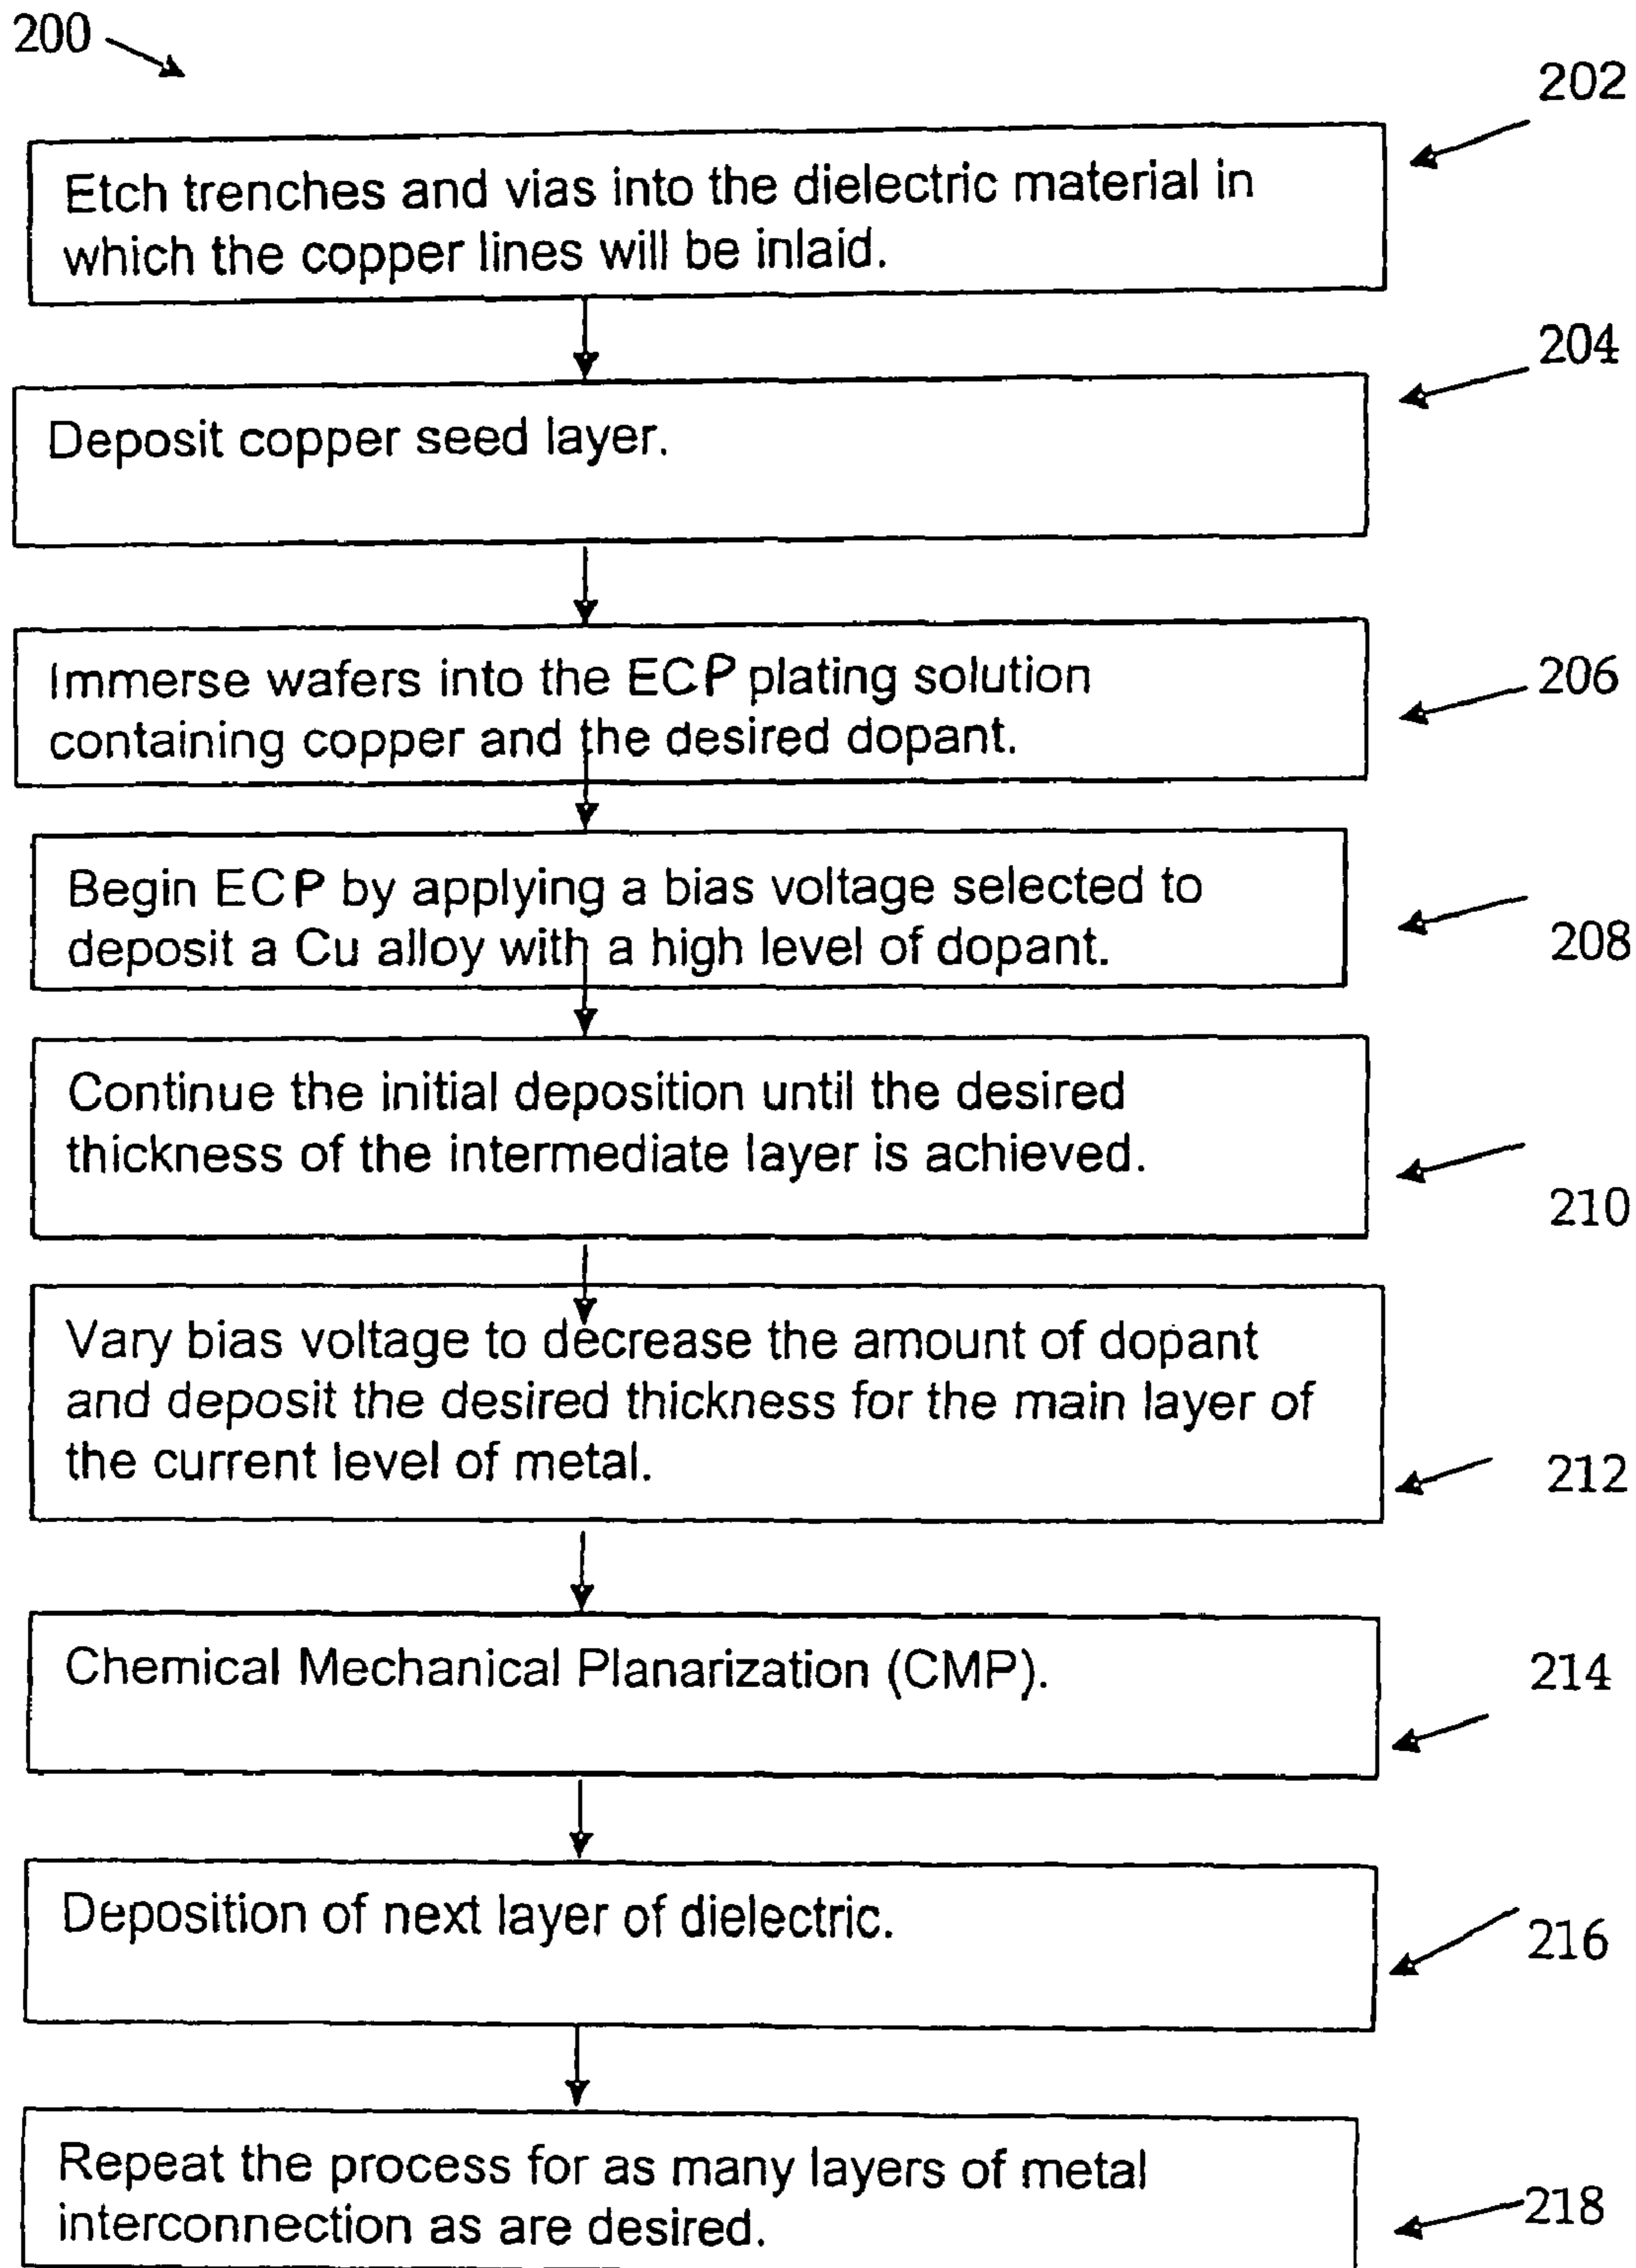 200
202
Etch trenches and vias into the dielectric material in
which the copper lines will be inlaid.
204
Deposit copper seed layer.
206
Immerse wafers into the ECP plating solution
containing copper and the desired dopant.
Begin ECP by applying a bias voltage selected to
deposit a Cu alloy with a high level of dopant.
208
Continue the initial deposition until the desired
thickness of the intermediate layer is achieved.
210
Vary bias voltage to decrease the amount of dopant
and deposit the desired thickness for the main layer of
the current level of metal.
212
Chemical Mechanical Planarization (CMP).
214
Deposition of next layer of dielectric.
216
Repeat the process for as many layers of metal
interconnection as are desired.
218